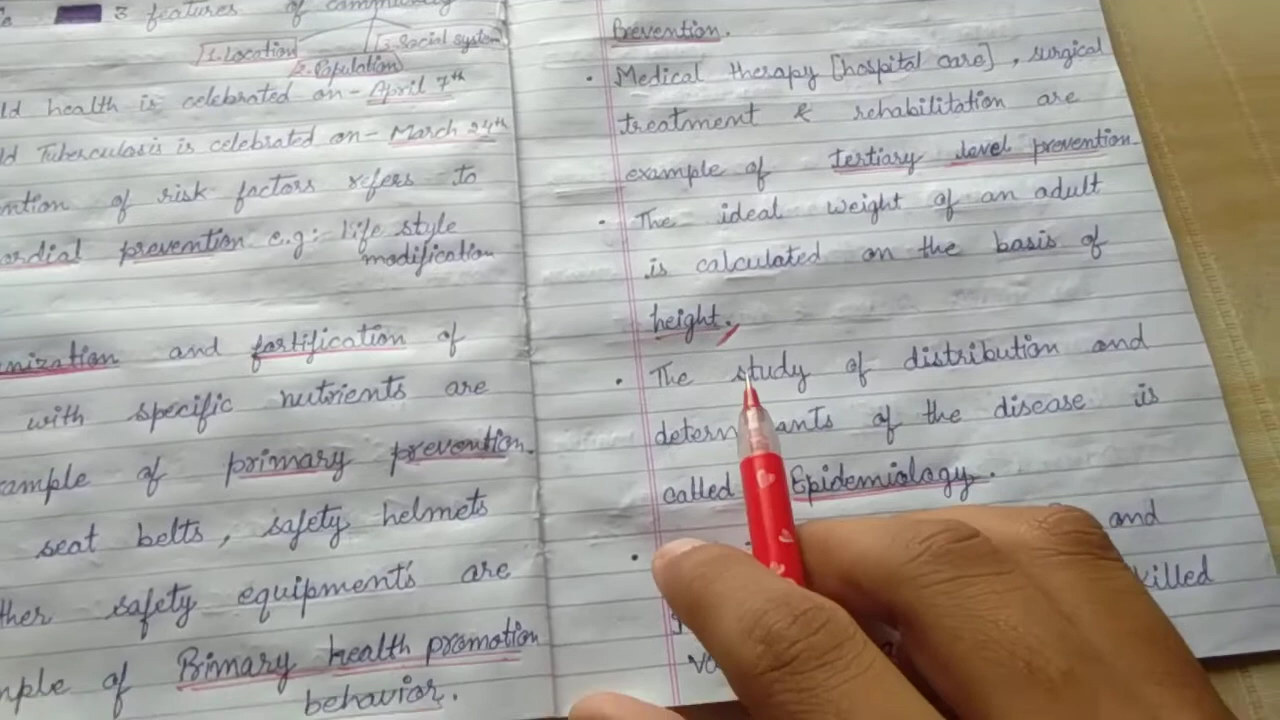 3 features of community
1. Location
3. Social system
2. Population
ld health is celebrated on - April 7th
ld Tuberculosis is celebrated on - March 24th
ntion of risk factors refers to
ordial prevention e.g: life style
modification
nization and fortification of
with specific nutrients are
ample of primary prevention.
seat belts, safety helmets
ther safety equipments are
mple of Primary health promotion
behavior.
Prevention.
• Medical therapy [hospital care], surgical
treatment & rehabilitation are
example of tertiary level prevention.
• The ideal weight of an adult
is calculated on the basis of
height.
• The study of distribution and
determ ants of the disease is
called Epidemiology.
and
killed